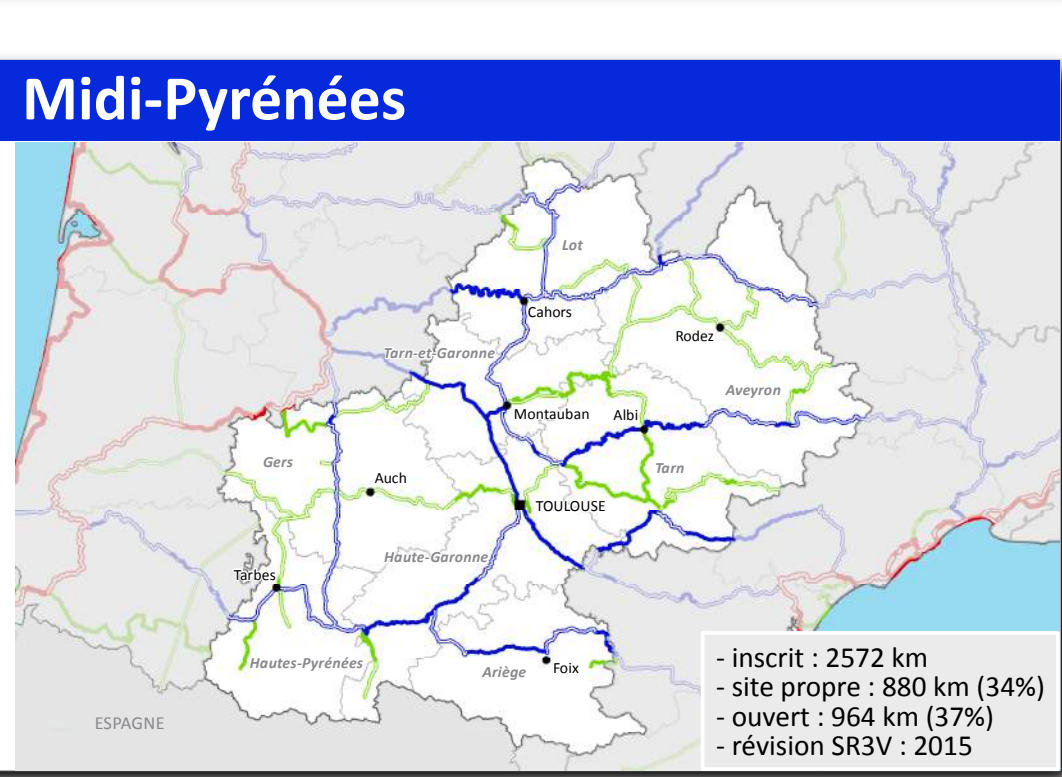 Midi-Pyrénées
Lot
Cahors
Rodez
Tarn-et-Garonne
Aveyron
Montauban
Albi
Gers
Auch
Tarn
TOULOUSE
Haute-Garonne
Tarbes
Hautes-Pyrénées
Ariège
Foix
ESPAGNE
- inscrit : 2572 km
- site propre : 880 km (34%)
- ouvert : 964 km (37%)
- révision SR3V : 2015